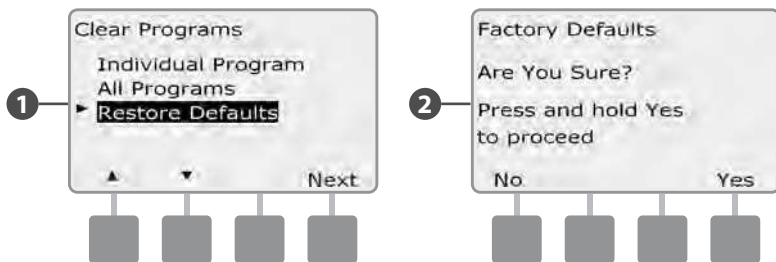 Clear Programs
Individual Program
All Programs
1
► Restore Defaults
▲ ▼ Next
Factory Defaults
Are You Sure?
2
Press and hold Yes
to proceed
No Yes